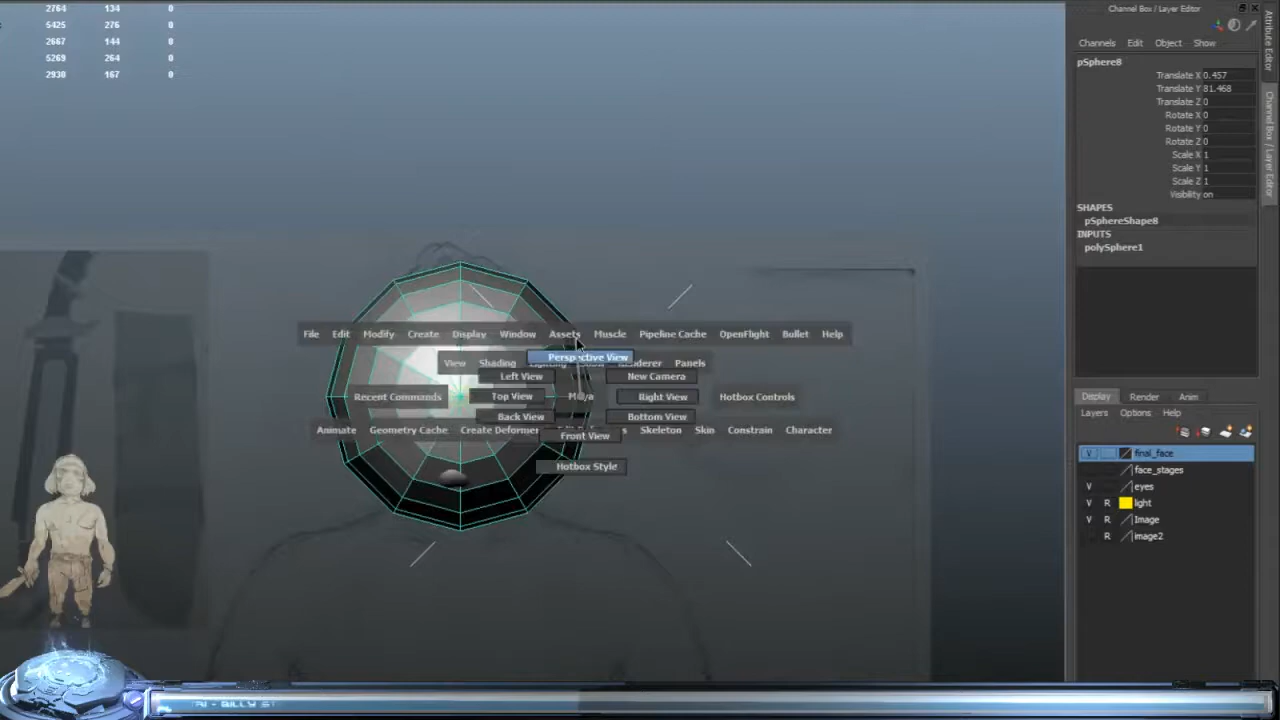 Channel Box / Layer Editor
2764 134 0
5425 276 0
2667 144 0
5269 264 0
2938 167 0
Channels Edit Object Show
pSphere8
Translate X 0.457
Translate Y 81.468
Translate Z 0
Rotate X 0
Rotate Y 0
Rotate Z 0
Scale X 1
Scale Y 1
Scale Z 1
Visibility on
SHAPES
pSphereShape8
INPUTS
polySphere1
Attribute Editor
Channel Box / Layer Editor
File Edit Modify Create Display Window Assets Muscle Pipeline Cache OpenFlight Bullet Help
View Shading Perspective View Renderer Panels
Left View New Camera
Recent Commands Top View Maya Right View Hotbox Controls
Back View Bottom View
Animate Geometry Cache Create Deformers Skeleton Skin Constrain Character
Front View
Hotbox Style
Display Render Anim
Layers Options Help
V final_face
face_stages
V eyes
V R light
V R Image
R image2